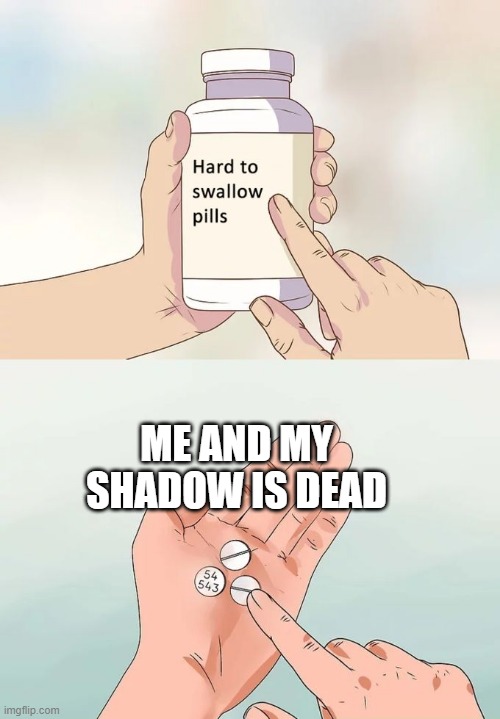 Hard to
swallow
pills
ME AND MY
SHADOW IS DEAD
54
543
imgflip.com